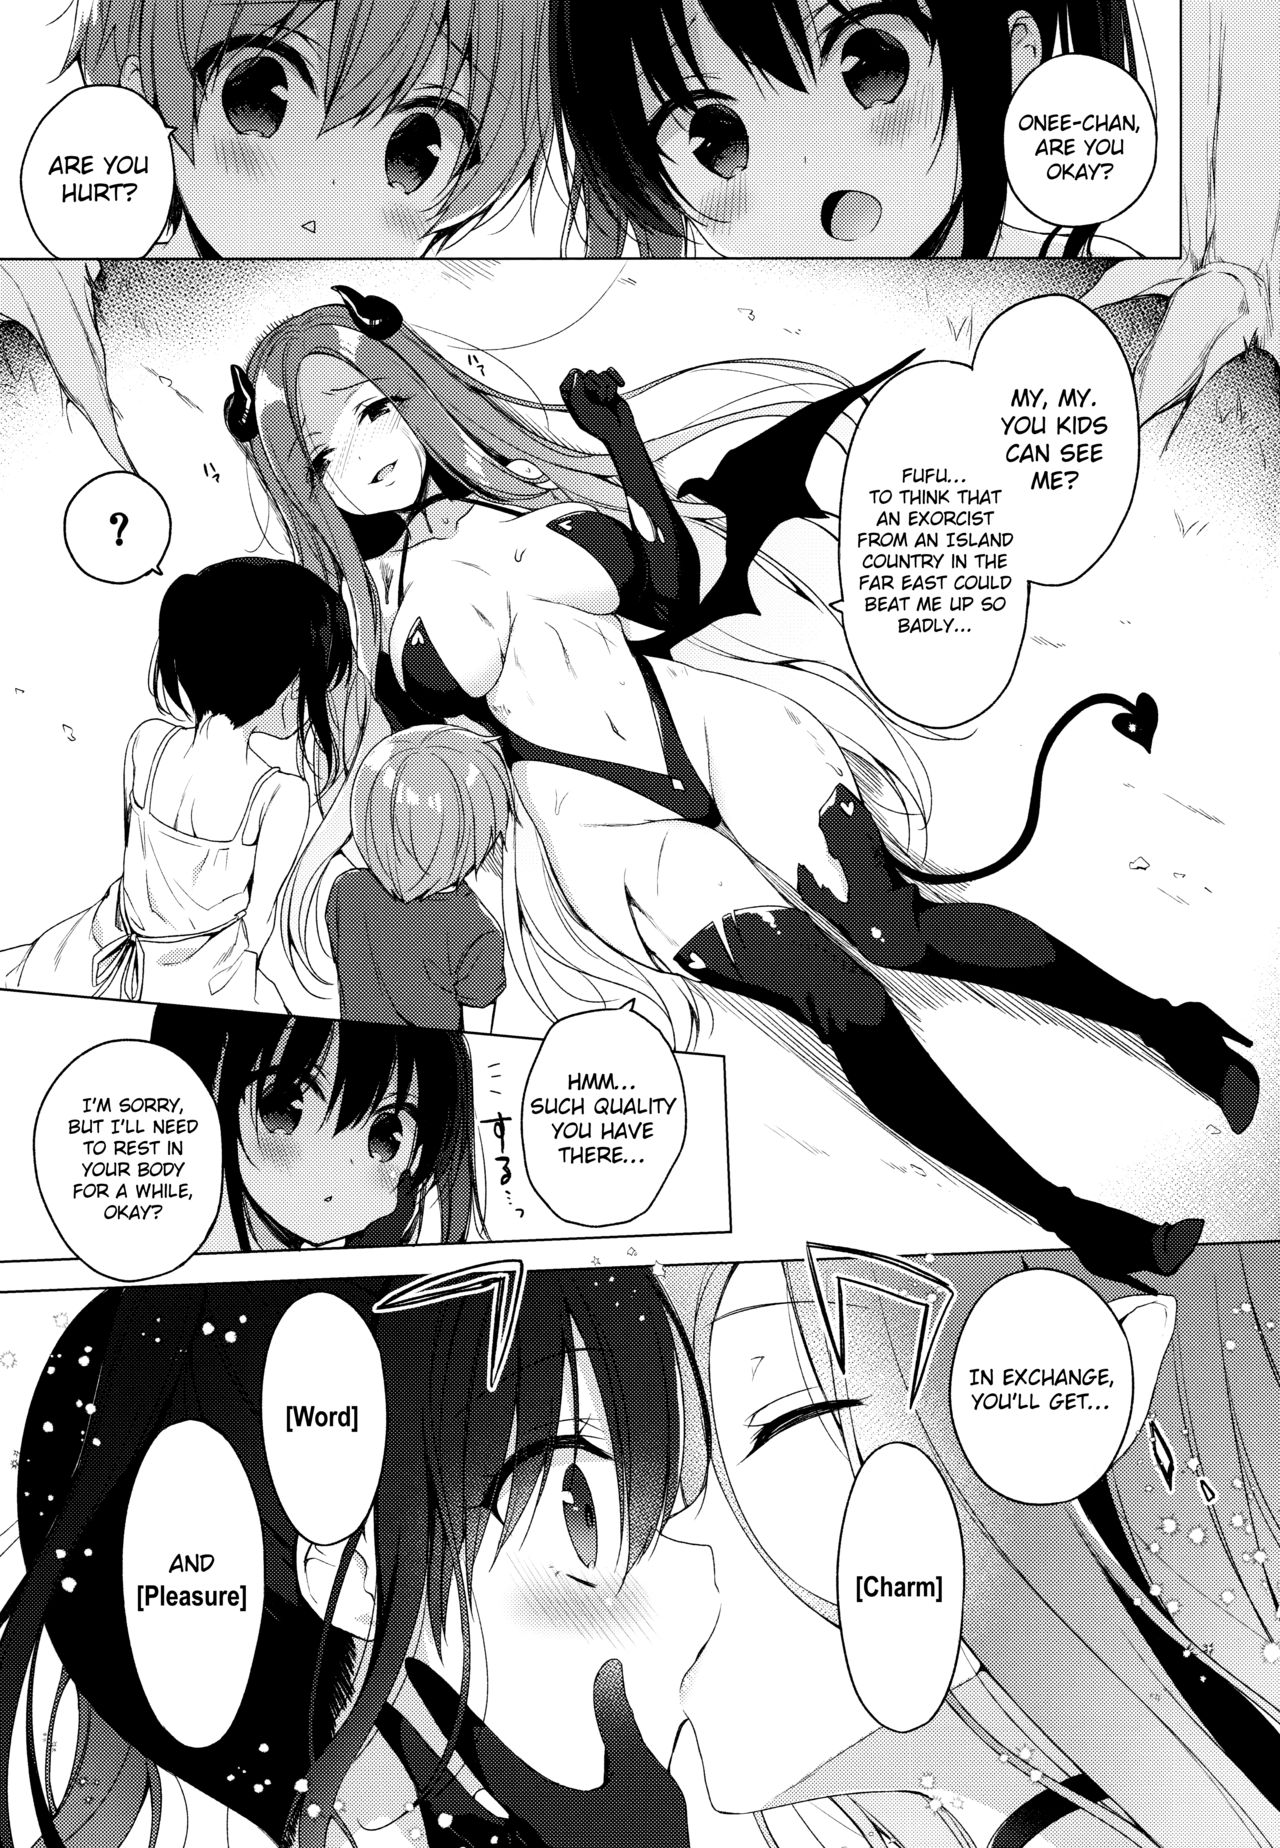 ONEE-CHAN,
ARE YOU
OKAY?
ARE YOU
HURT?
MY, MY.
YOU KIDS
CAN SEE
ME?
FUFU...
TO THINK THAT
AN EXORCIST
FROM AN ISLAND
COUNTRY IN THE
FAR EAST COULD
BEAT ME UP SO
BADLY...
?
HMM...
SUCH QUALITY
YOU HAVE
THERE...
する…っ
I'M SORRY,
BUT I'LL NEED
TO REST IN
YOUR BODY
FOR A WHILE,
OKAY?
IN EXCHANGE,
YOU'LL GET...
[Charm]
[Word]
AND
[Pleasure]